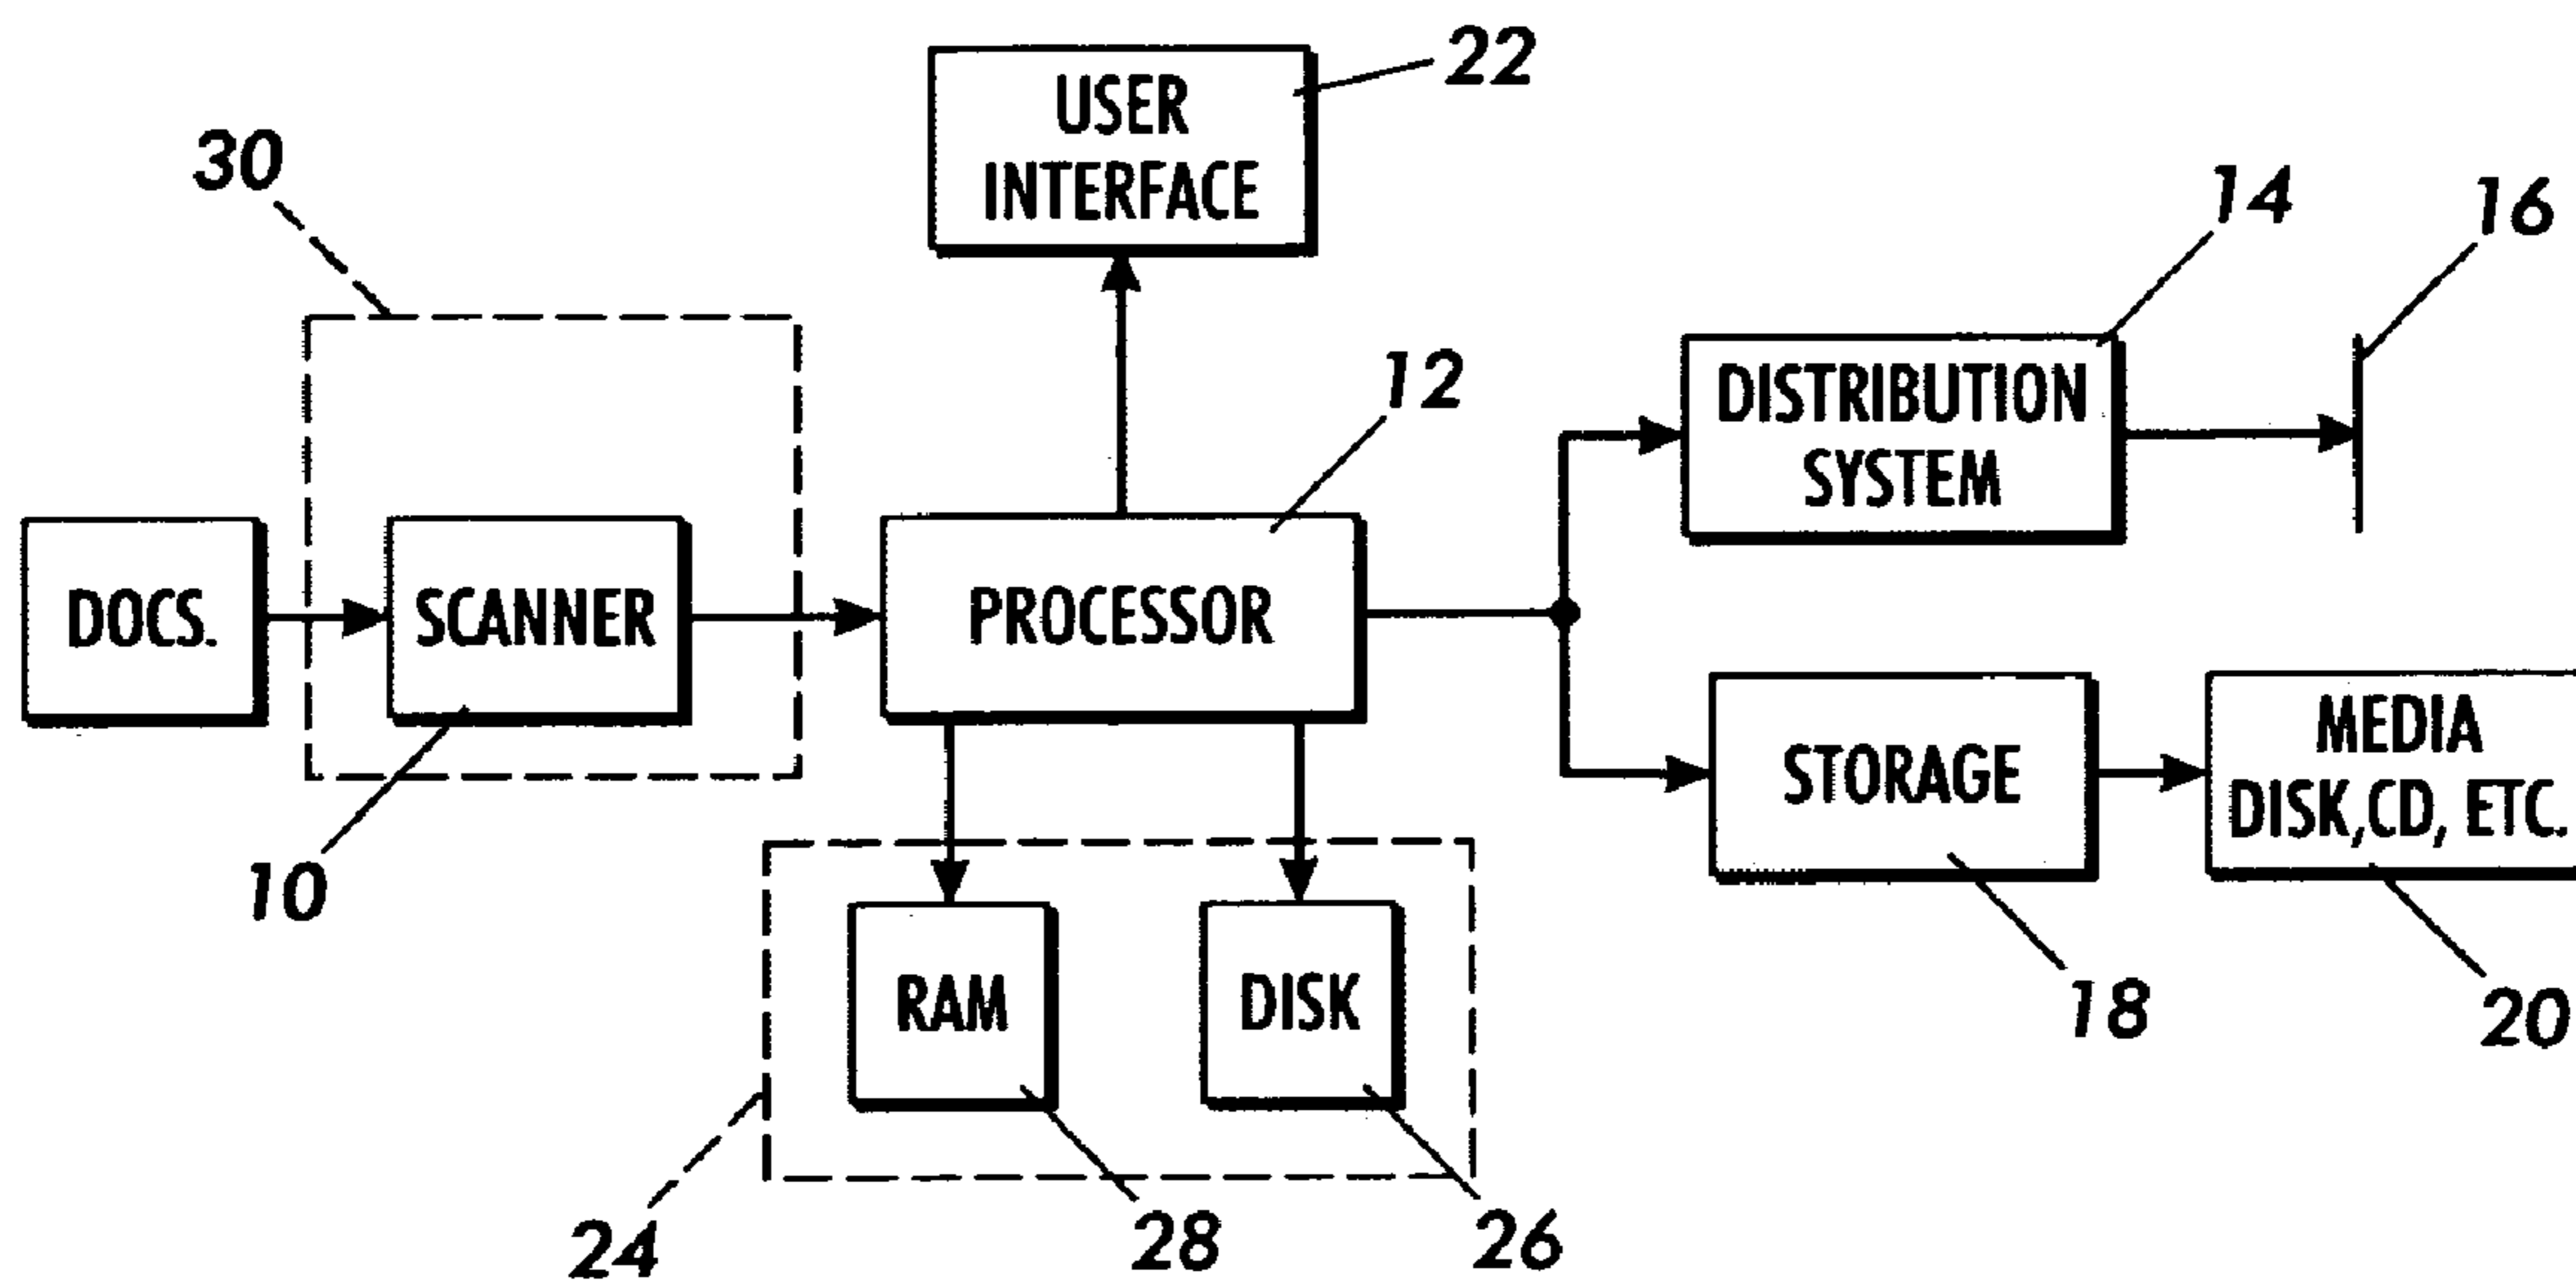 22
USER
INTERFACE
30
14
16
12
DISTRIBUTION
SYSTEM
DOCS.
SCANNER
PROCESSOR
STORAGE
MEDIA
DISK,CD, ETC.
10
RAM
DISK
18
20
24
28
26